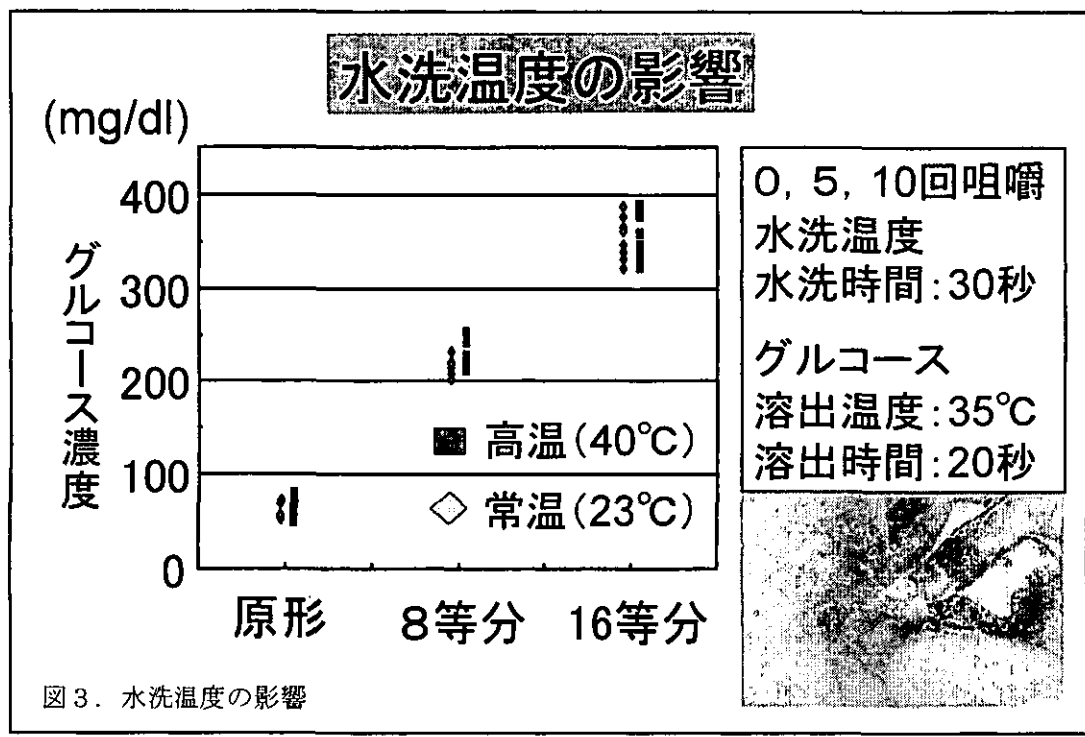 水洗温度の影響
(mg/dl)
グルコース濃度
400
300
200
100
0
高温(40℃)
常温(23℃)
原形
8等分
16等分
0, 5, 10回咀嚼
水洗温度
水洗時間:30秒
グルコース
溶出温度:35℃
溶出時間:20秒
図3. 水洗温度の影響